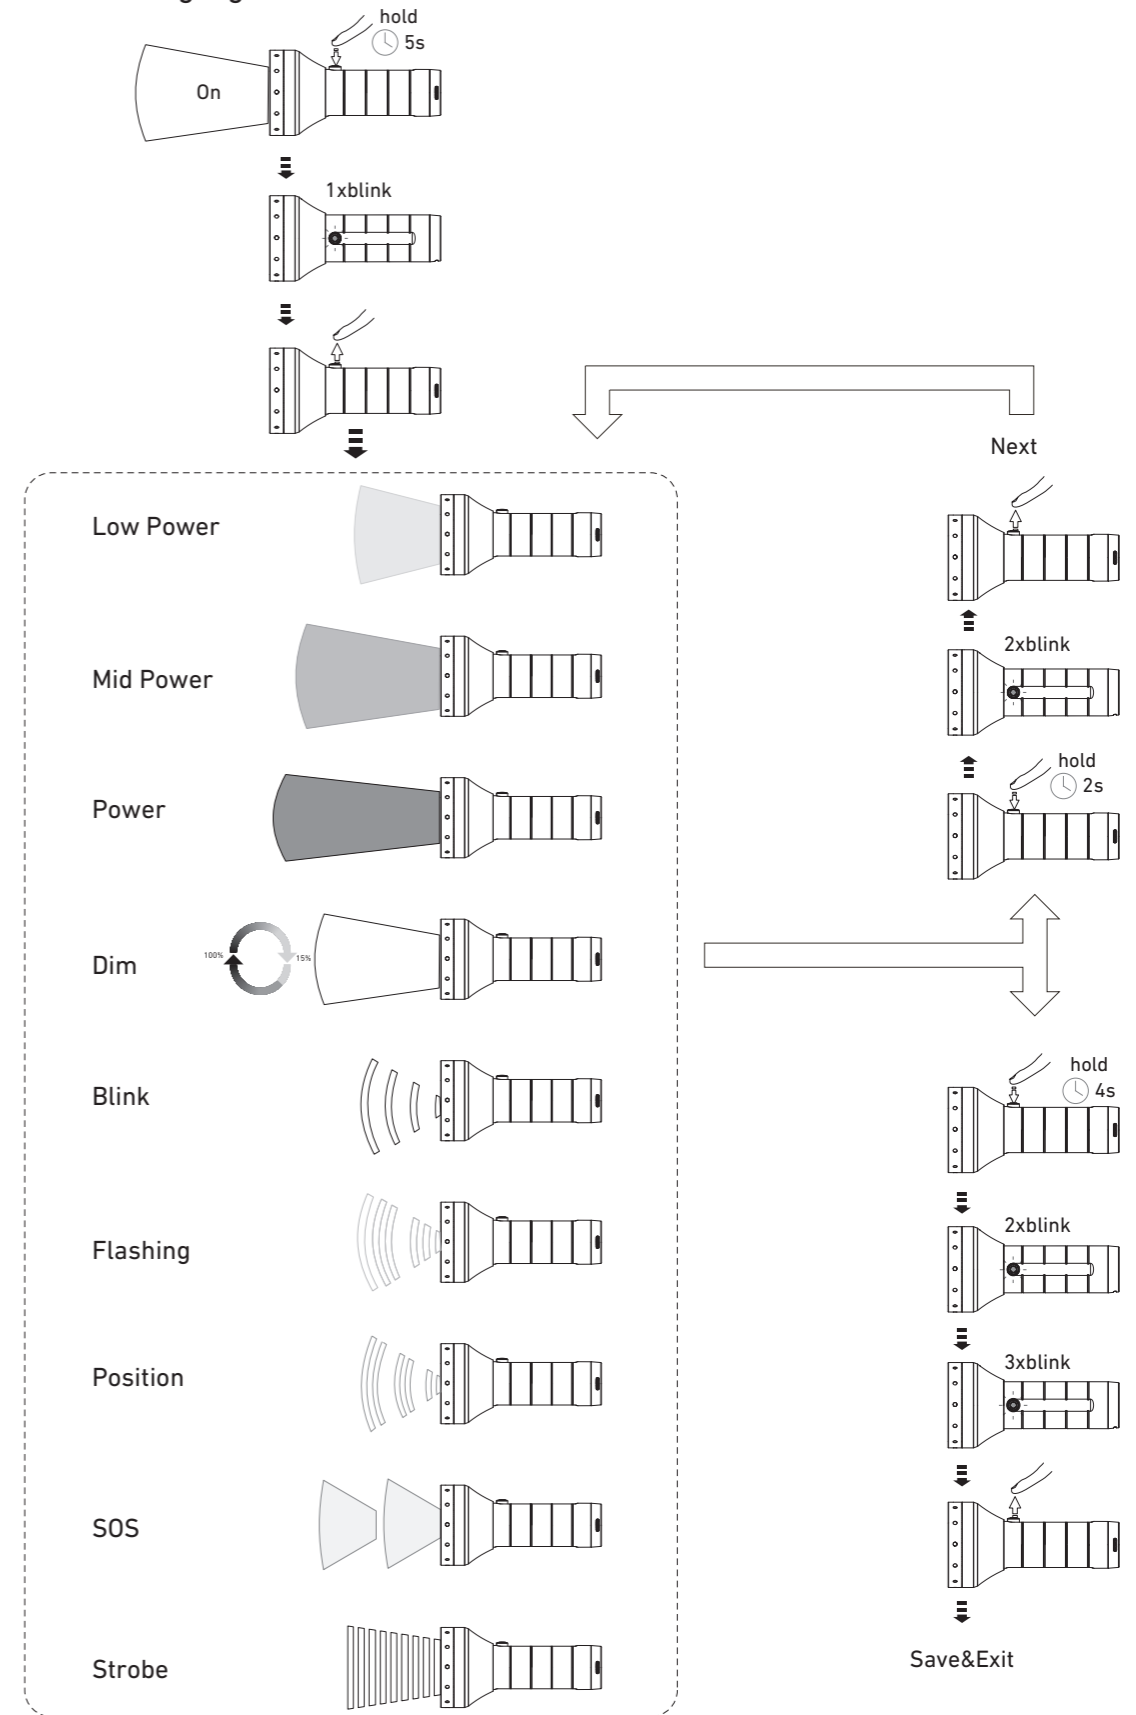 hold
5s
On
1xblink
Next
Low Power
2xblink
Mid Power
hold
2s
Power
100%
15%
Dim
hold
4s
Blink
2xblink
Flashing
3xblink
Position
SOS
Save&Exit
Strobe